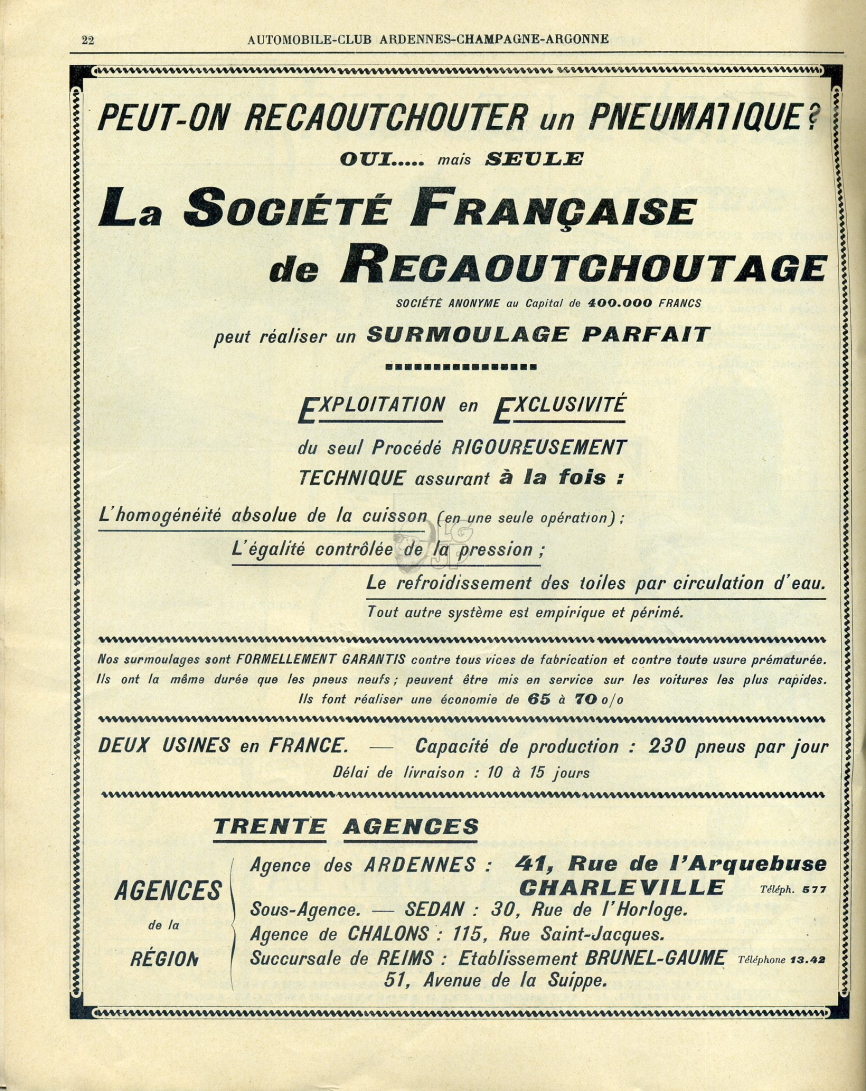 22
AUTOMOBILE-CLUB ARDENNES-CHAMPAGNE-ARGONNE
PEUT-ON RECAOUTCHOUTER un PNEUMATIQUE?
OUI..... mais SEULE
La SOCIÉTÉ FRANÇAISE
de RECAOUTCHOUTAGE
SOCIÉTÉ ANONYME au Capital de 400.000 FRANCS
peut réaliser un SURMOULAGE PARFAIT
EXPLOITATION en EXCLUSIVITÉ
du seul Procédé RIGOUREUSEMENT
TECHNIQUE assurant à la fois :
L'homogénéité absolue de la cuisson (en une seule opération) ;
L'égalité contrôlée de la pression ;
Le refroidissement des toiles par circulation d'eau.
Tout autre système est empirique et périmé.
Nos surmoulages sont FORMELLEMENT GARANTIS contre tous vices de fabrication et contre toute usure prématurée.
Ils ont la même durée que les pneus neufs ; peuvent être mis en service sur les voitures les plus rapides.
Ils font réaliser une économie de 65 à 70 o/o
DEUX USINES en FRANCE. — Capacité de production : 230 pneus par jour
Délai de livraison : 10 à 15 jours
TRENTE AGENCES
AGENCES
de la
RÉGION
Agence des ARDENNES : 41, Rue de l'Arquebuse
CHARLEVILLE Téléph. 577
Sous-Agence. — SEDAN : 30, Rue de l'Horloge.
Agence de CHALONS : 115, Rue Saint-Jacques.
Succursale de REIMS : Etablissement BRUNEL-GAUME Téléphone 13.42
51, Avenue de la Suippe.
LG
JP